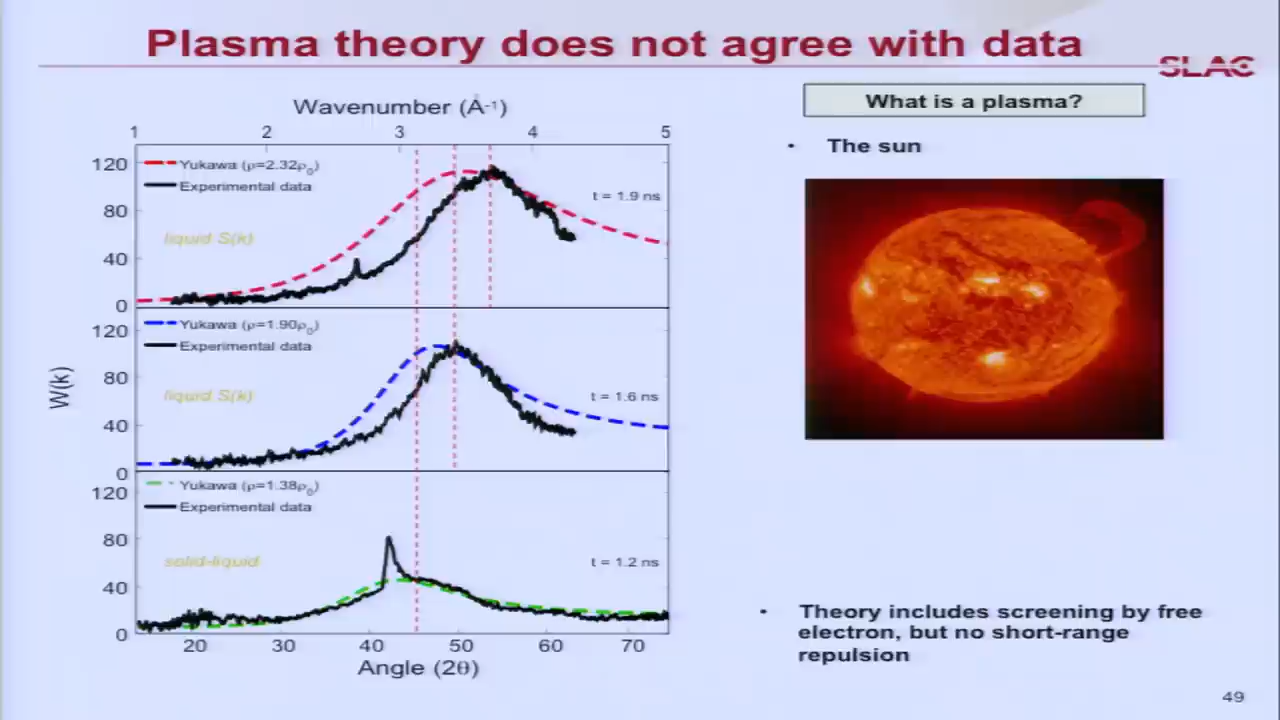 Plasma theory does not agree with data
SLAC
Wavenumber (Å-1)
1 2 3 4 5
120
80
40
0
Yukawa (ρ=2.32ρ0)
Experimental data
t = 1.9 ns
liquid S(k)
120
80
40
0
Yukawa (ρ=1.90ρ0)
Experimental data
liquid S(k)
t = 1.6 ns
W(k)
120
80
40
0
Yukawa (ρ=1.38ρ0)
Experimental data
solid-liquid
t = 1.2 ns
20 30 40 50 60 70
Angle (2θ)
What is a plasma?
• The sun
• Theory includes screening by free
electron, but no short-range
repulsion
49